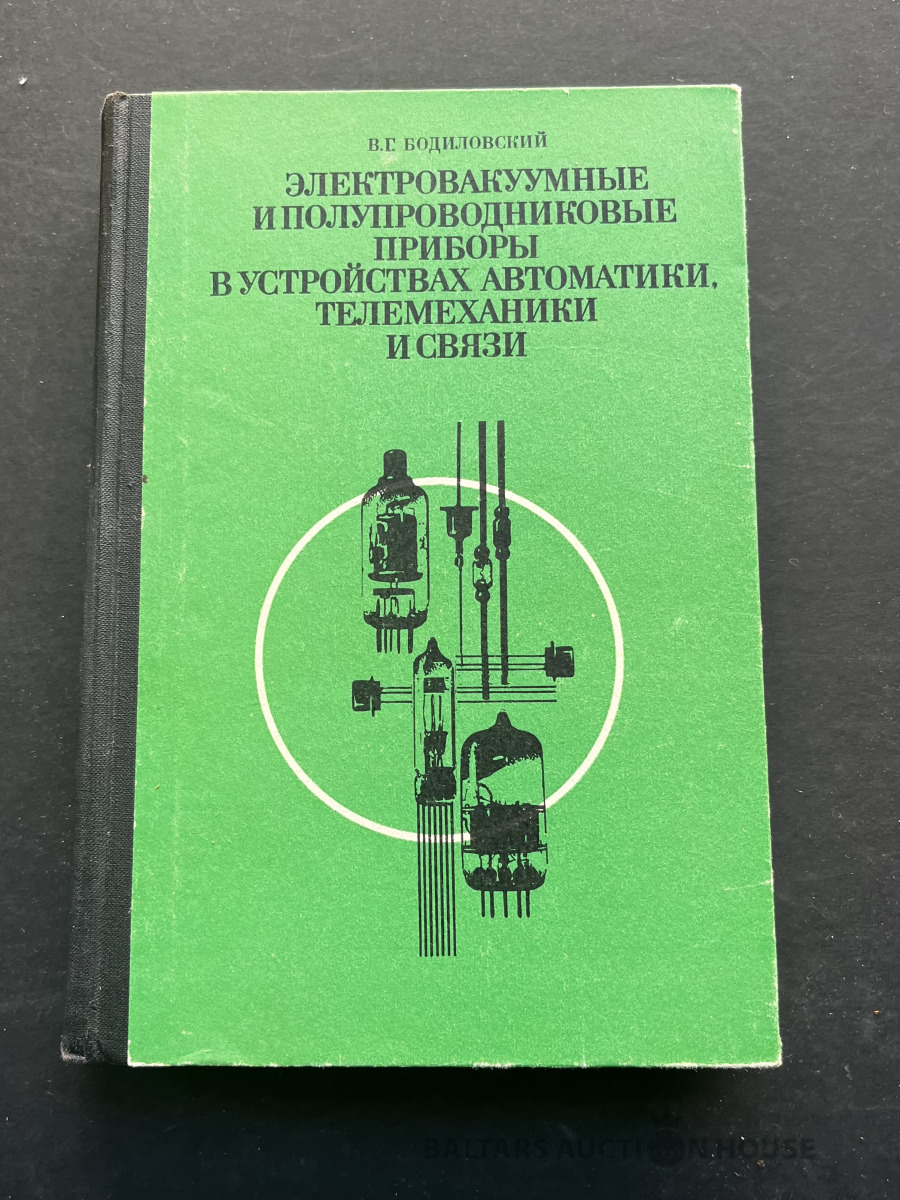 В.Г. БОДИЛОВСКИЙ
ЭЛЕКТРОВАКУУМНЫЕ
И ПОЛУПРОВОДНИКОВЫЕ
ПРИБОРЫ
В УСТРОЙСТВАХ АВТОМАТИКИ,
ТЕЛЕМЕХАНИКИ
И СВЯЗИ
BALTARS AUCTION HOUSE